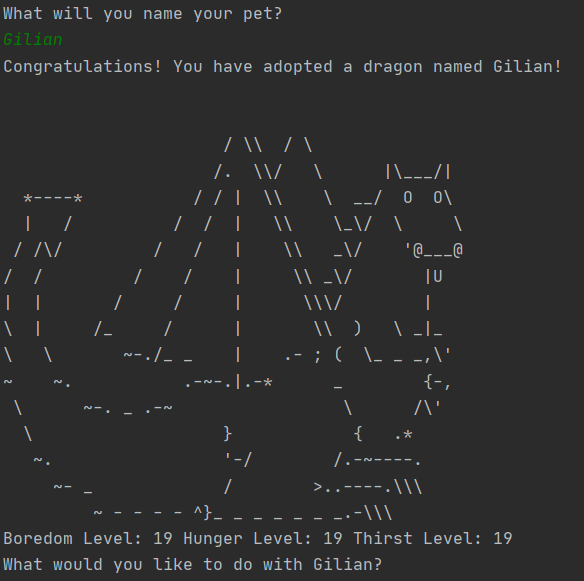 What will you name your pet?
Gilian
Congratulations! You have adopted a dragon named Gilian!
Boredom Level: 19 Hunger Level: 19 Thirst Level: 19
What would you like to do with Gilian?